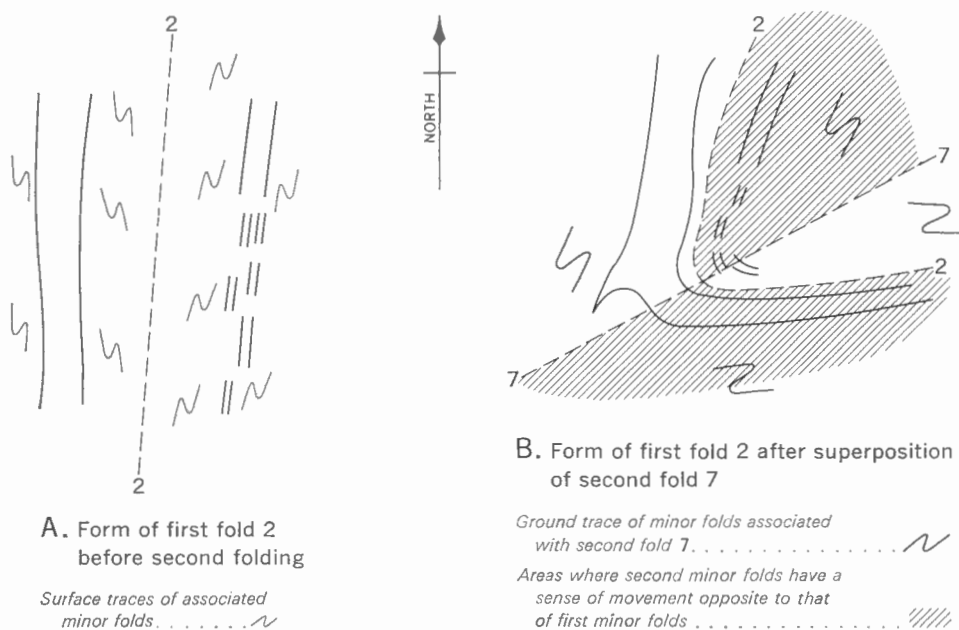 2
2
A. Form of first fold 2
before second folding
Surface traces of associated
minor folds . . . . . . .
NORTH
2
7
2
7
B. Form of first fold 2 after superposition
of second fold 7
Ground trace of minor folds associated
with second fold 7. . . . . . . . . . . . . . .
Areas where second minor folds have a
sense of movement opposite to that
of first minor folds . . . . . . . . . . . . . . .